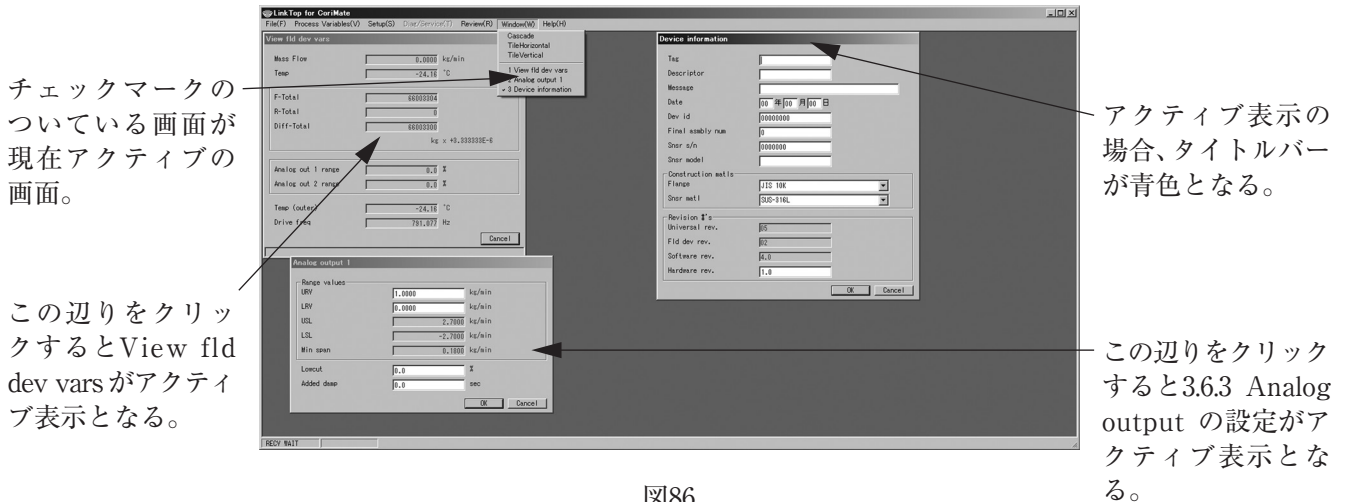 LinkTop for CoriMate
File(F) Process Variables(V) Setup(S) Diag/Service(T) Review(R) Window(W) Help(H)
Cascade
TileHorizontal
TileVertical
1 View fld dev vars
2 Analog output 1
✓ 3 Device information
View fld dev vars
Mass Flow 0.0000 kg/min
Temp -24.16 °C
F-Total 66003304
R-Total 0
Diff-Total
kg x +3.333333E-6
Analog out 1 range 0.0 %
Analog out 2 range 0.0 %
Temp (outer) -24.16 °C
Drive freq 791.077 Hz
Cancel
Analog output 1
Range values
URV 1.0000 kg/min
LRV 0.0000 kg/min
USL 2.7000 kg/min
LSL -2.7000 kg/min
Min span 0.1800 kg/min
Lowcut 0.0 %
Added damp 0.0 sec
OK Cancel
Device information
Tag
Descriptor
Message
Date 00 年 00 月 00 日
Dev id 00000000
Final asmbly num 0
Snsr s/n 0000000
Snsr model
Construction matls
Flange JIS 10K
Snsr matl SUS-316L
Revision #'s
Universal rev. 05
Fld dev rev. 02
Software rev. 4.0
Hardware rev. 1.0
OK Cancel
RECV WAIT
チェックマークの
ついている画面が
現在アクティブの
画面。
この辺りをクリッ
クするとView fld
dev varsがアクティ
ブ表示となる。
アクティブ表示の
場合、タイトルバー
が青色となる。
この辺りをクリック
すると3.6.3 Analog
output の設定がア
クティブ表示とな
る。
図86